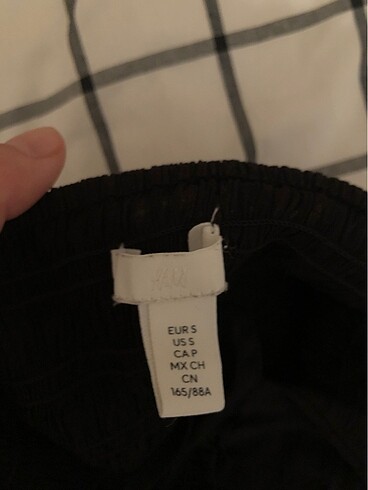 EUR S
US S
CA P
MX CH
CN
165/88A